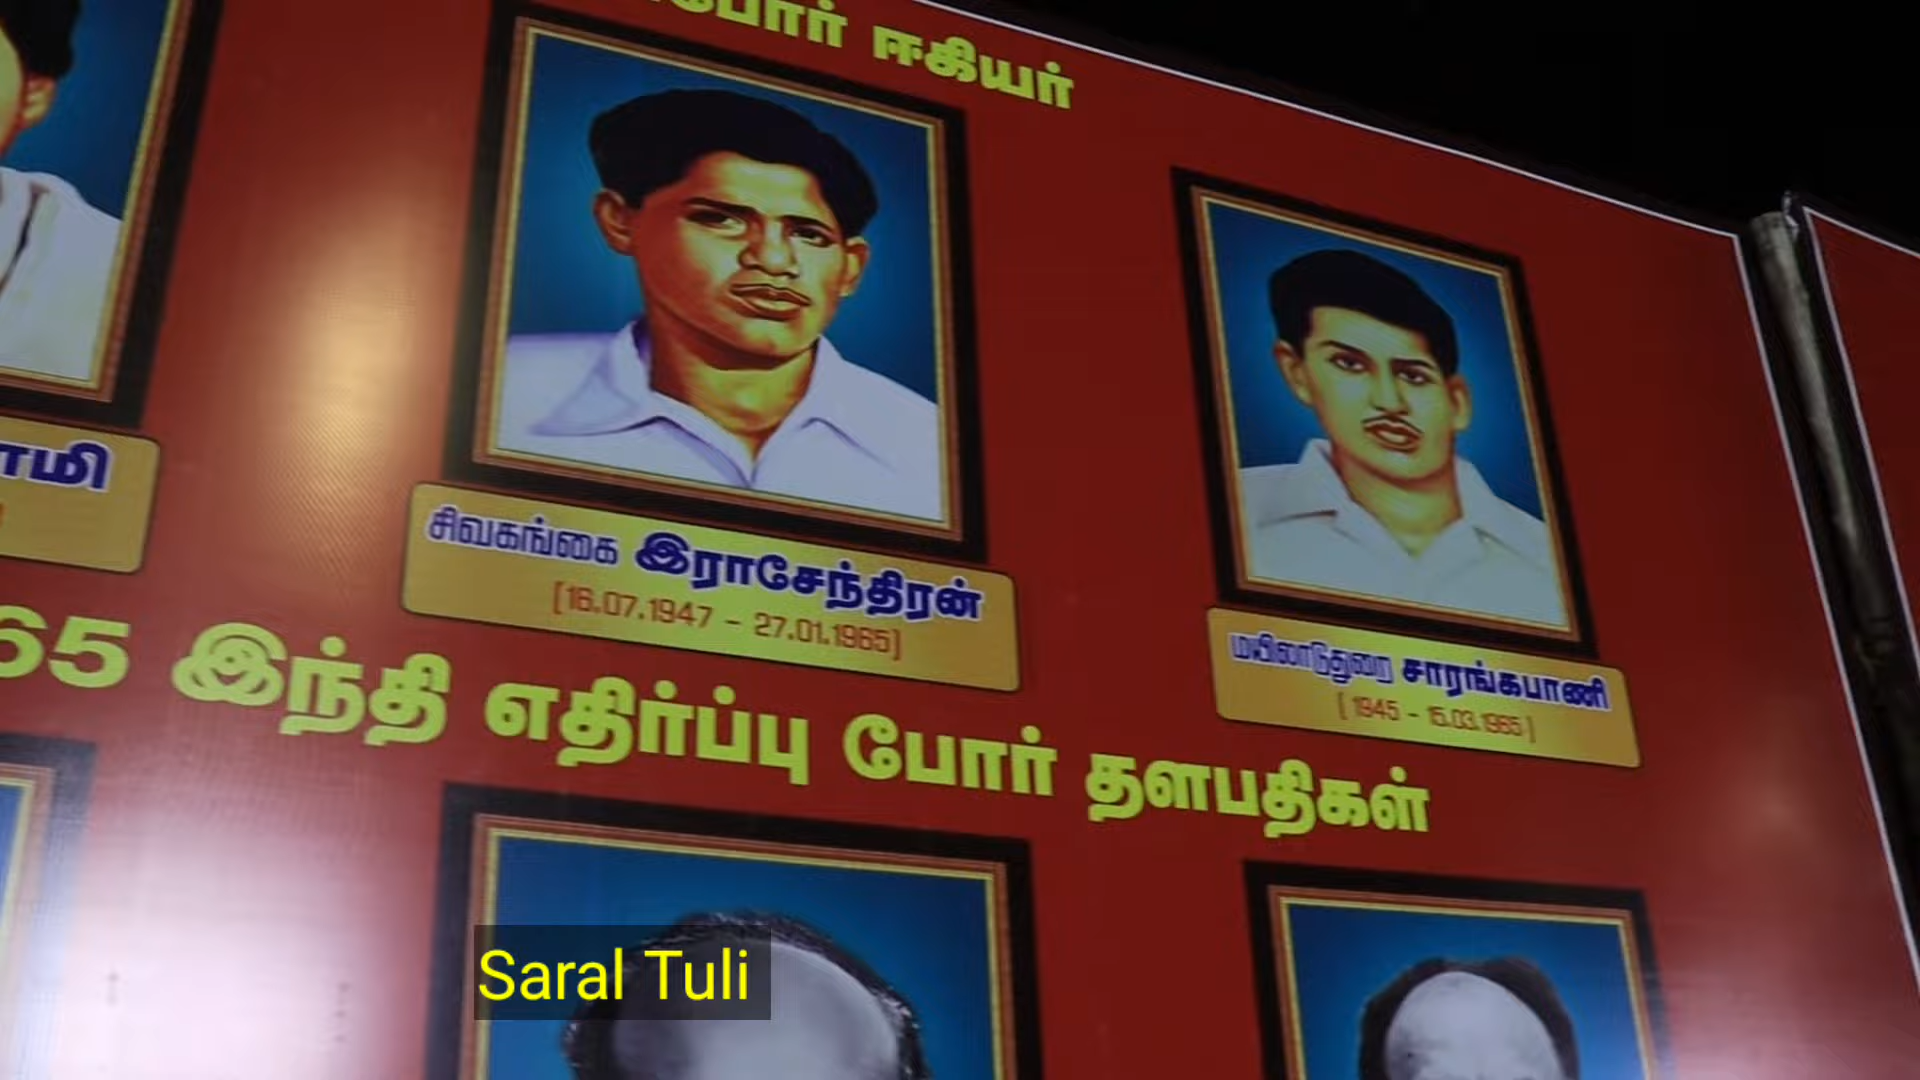 போர் ஈகியர்
சிவகங்கை இராசேந்திரன்
[16.07.1947 - 27.01.1965]
மயிலாடுதுறை சாரங்கபாணி
[ 1945 - 15.03.1965 ]
65 இந்தி எதிர்ப்பு போர் தளபதிகள்
Saral Tuli